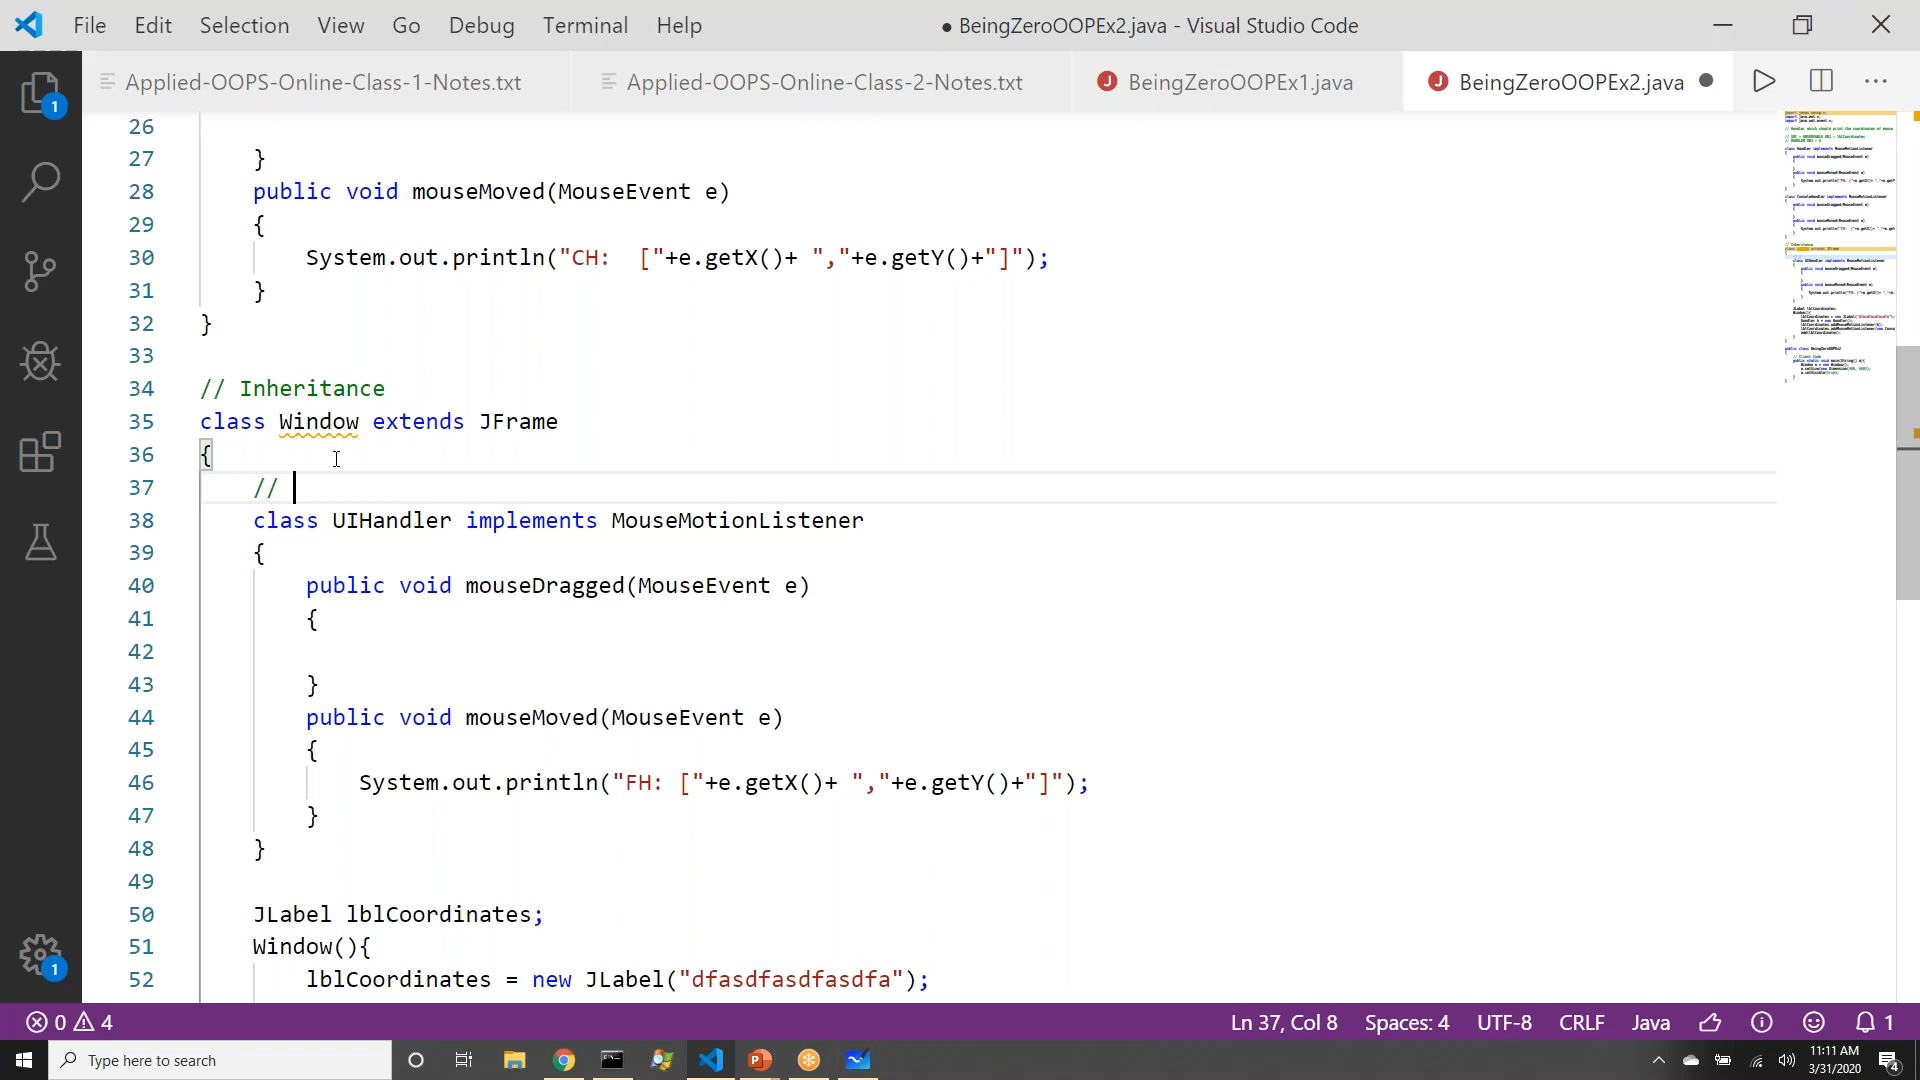 File Edit Selection View Go Debug Terminal Help ● BeingZeroOOPEx2.java - Visual Studio Code
Applied-OOPS-Online-Class-1-Notes.txt Applied-OOPS-Online-Class-2-Notes.txt J BeingZeroOOPEx1.java J BeingZeroOOPEx2.java
26
27 }
28 public void mouseMoved(MouseEvent e)
29 {
30 System.out.println("CH:  ["+e.getX()+ ","+e.getY()+"]");
31 }
32 }
33
34 // Inheritance
35 class Window extends JFrame
36 {
37 //
38 class UIHandler implements MouseMotionListener
39 {
40 public void mouseDragged(MouseEvent e)
41 {
42
43 }
44 public void mouseMoved(MouseEvent e)
45 {
46 System.out.println("FH: ["+e.getX()+ ","+e.getY()+"]");
47 }
48 }
49
50 JLabel lblCoordinates;
51 Window(){
52 lblCoordinates = new JLabel("dfasdfasdfasdfa");
1
1
0 4 Ln 37, Col 8 Spaces: 4 UTF-8 CRLF Java 1
Type here to search
11:11 AM
3/31/2020
4